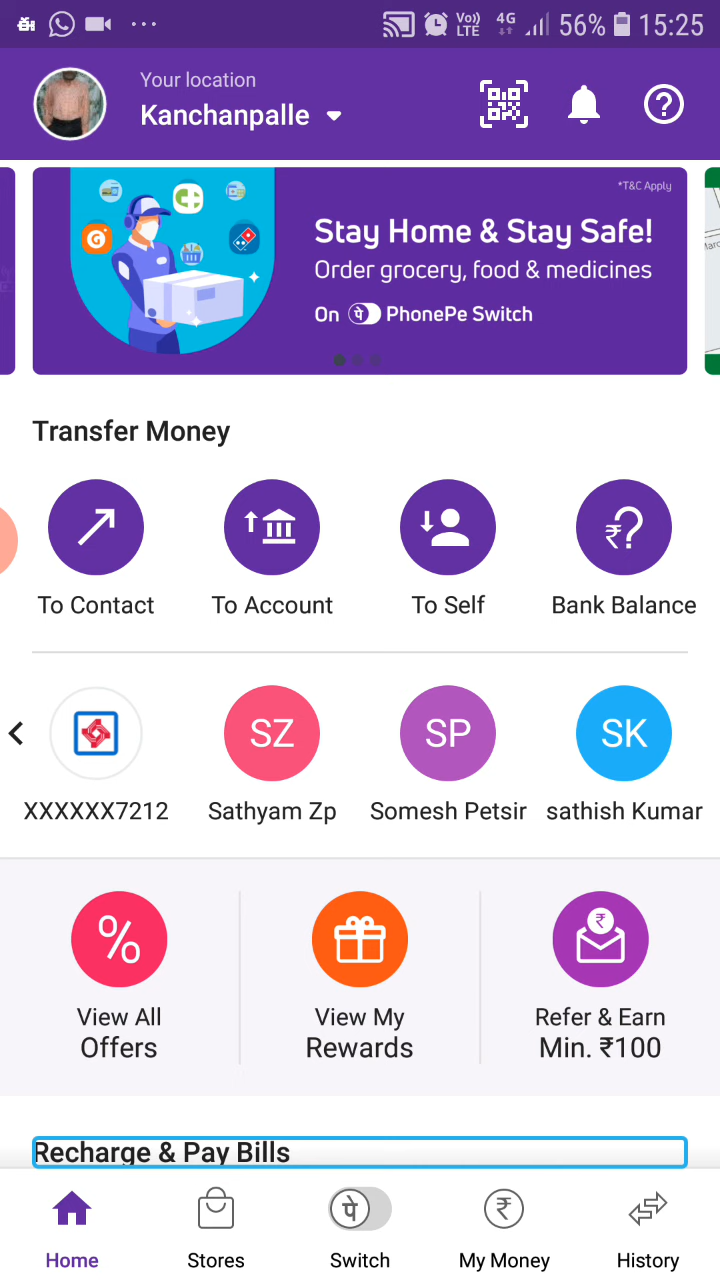 Vo)) LTE 4G 56% 15:25
Your location
Kanchanpalle
*T&C Apply
Stay Home & Stay Safe!
Order grocery, food & medicines
On पे PhonePe Switch
Transfer Money
₹?
To Contact To Account To Self Bank Balance
SZ SP SK
XXXXXX7212 Sathyam Zp Somesh Petsir sathish Kumar
% ₹
View All View My Refer & Earn
Offers Rewards Min. ₹100
Recharge & Pay Bills
पे ₹
Home Stores Switch My Money History